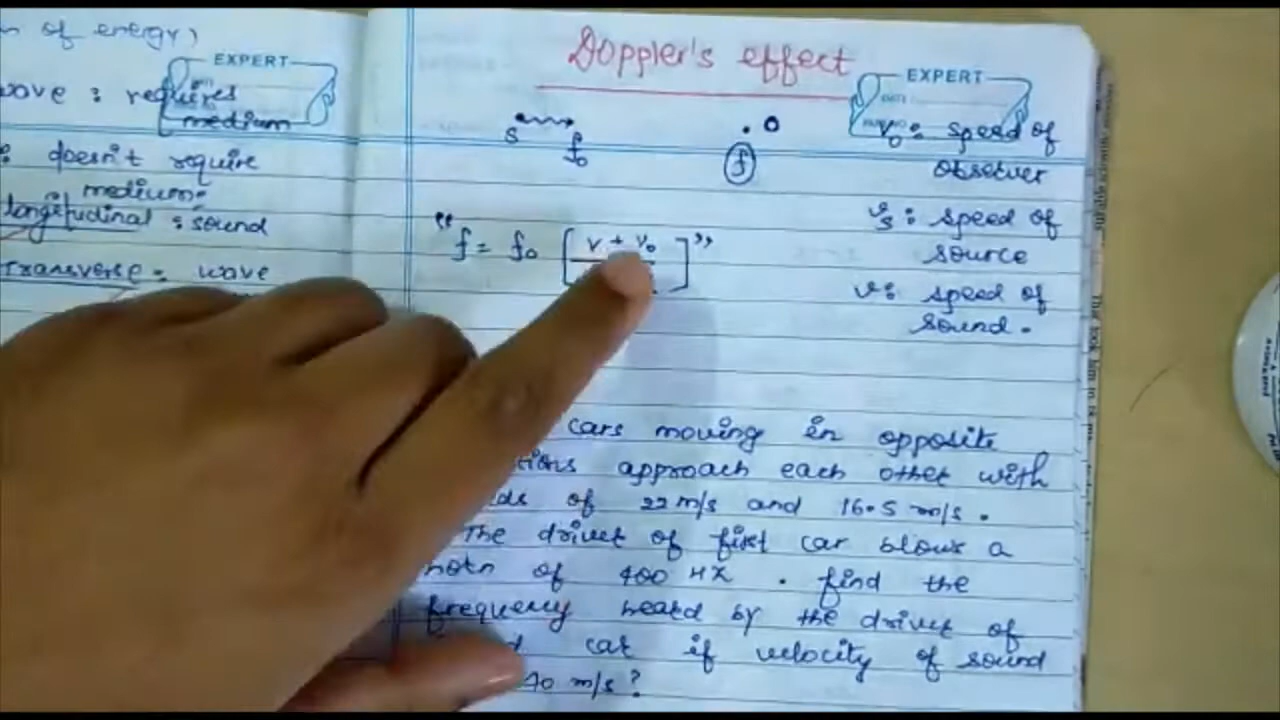 of energy)
EXPERT
wave : requires
medium
: doesn't require
medium.
longitudinal : sound
Transverse : wave
Doppler's effect
EXPERT
S
f₀
. O
f
v₀ : speed of
observer
vs : speed of
source
v : speed of
sound.
"f = f₀ [ v + v₀ ]"
cars moving in opposite
approach each other with
of 22 m/s and 16.5 m/s.
The driver of first car blows a
horn of 400 HZ . find the
frequency heard by the driver of
car if velocity of sound
m/s?